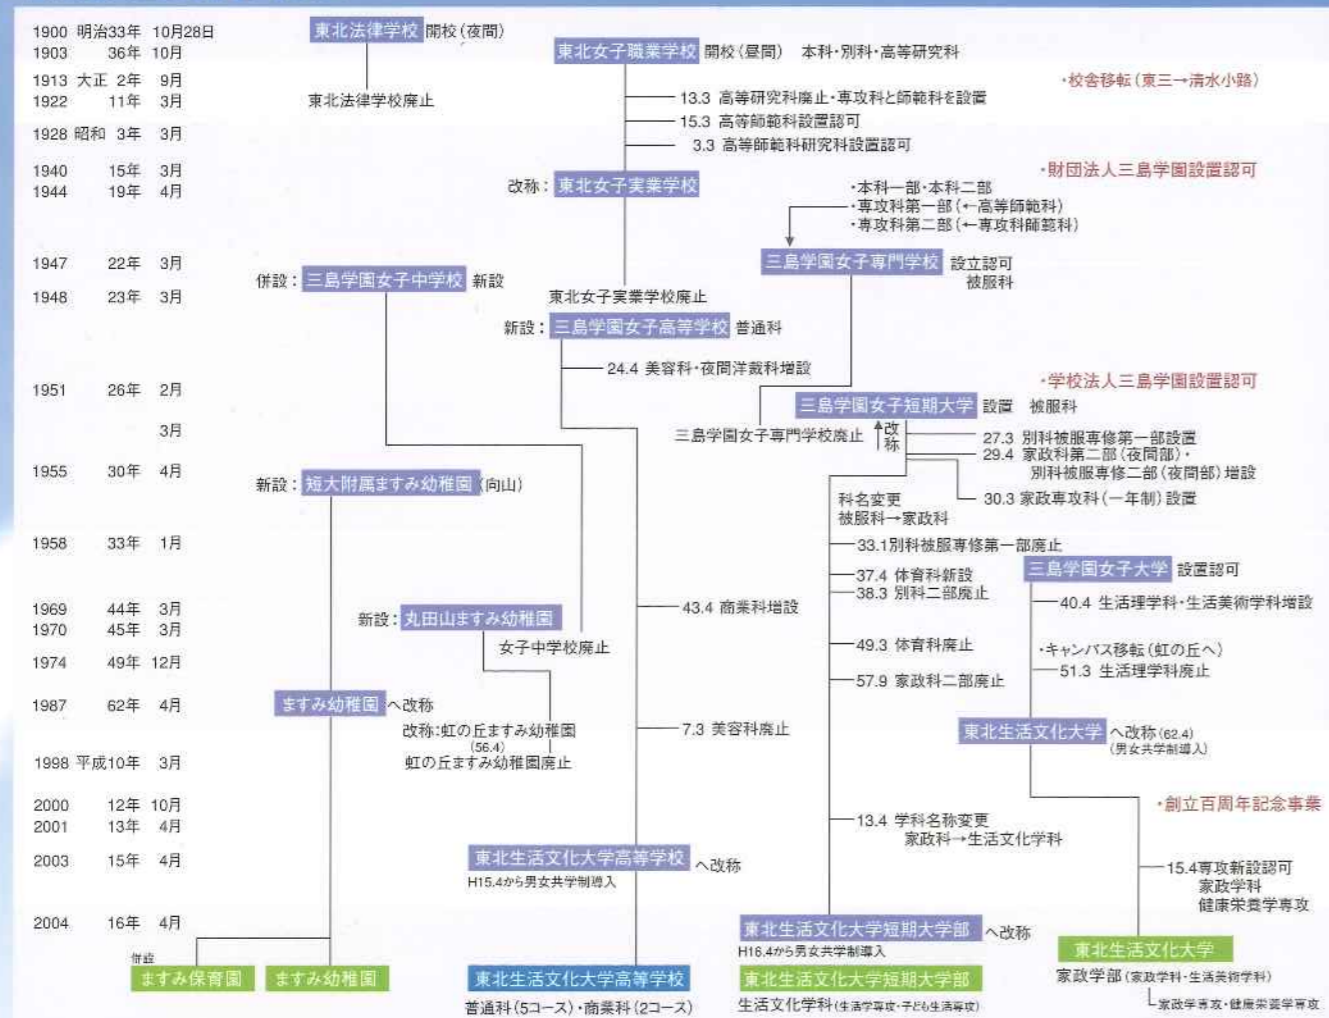 1900 明治33年 10月28日 東北法律学校 開校(夜間)
1903 36年 10月 東北女子職業学校 開校(昼間) 本科・別科・高等研究科
1913 大正 2年 9月 ・校舎移転(東三→清水小路)
1922 11年 3月 東北法律学校廃止 13.3 高等研究科廃止・専攻科と師範科を設置
15.3 高等師範科設置認可
1928 昭和 3年 3月 3.3 高等師範科研究科設置認可
1940 15年 3月 ・財団法人三島学園設置認可
1944 19年 4月 改称:東北女子実業学校
・本科一部・本科二部
・専攻科第一部(←高等師範科)
・専攻科第二部(←専攻科師範科)
1947 22年 3月 併設:三島学園女子中学校 新設 三島学園女子専門学校 設立認可
被服科
1948 23年 3月 東北女子実業学校廃止
新設:三島学園女子高等学校 普通科
24.4 美容科・夜間洋裁科増設
1951 26年 2月 ・学校法人三島学園設置認可
三島学園女子短期大学 設置 被服科
3月 三島学園女子専門学校廃止 改称 27.3 別科被服専修第一部設置
29.4 家政科第二部(夜間部)・
別科被服専修二部(夜間部)増設
1955 30年 4月 新設:短大附属ますみ幼稚園(向山)
30.3 家政専攻科(一年制)設置
科名変更
被服科→家政科
1958 33年 1月 33.1別科被服専修第一部廃止
三島学園女子大学 設置認可
37.4 体育科新設
38.3 別科二部廃止
40.4 生活理学科・生活美術学科増設
1969 44年 3月 新設:丸田山ますみ幼稚園 43.4 商業科増設
1970 45年 3月 女子中学校廃止 49.3 体育科廃止
・キャンパス移転(虹の丘へ)
1974 49年 12月 51.3 生活理学科廃止
57.9 家政科二部廃止
1987 62年 4月 ますみ幼稚園 へ改称
改称:虹の丘ますみ幼稚園
(56.4)
7.3 美容科廃止
東北生活文化大学 へ改称(62.4)
(男女共学制導入)
1998 平成10年 3月 虹の丘ますみ幼稚園廃止
2000 12年 10月 ・創立百周年記念事業
2001 13年 4月 13.4 学科名称変更
家政科→生活文化学科
2003 15年 4月 東北生活文化大学高等学校 へ改称
H15.4から男女共学制導入
15.4専攻新設認可
家政学科
健康栄養学専攻
2004 16年 4月 東北生活文化大学短期大学部 へ改称
H16.4から男女共学制導入
併設
ますみ保育園 ますみ幼稚園 東北生活文化大学高等学校 東北生活文化大学短期大学部 東北生活文化大学
普通科(5コース)・商業科(2コース) 生活文化学科(生活学専攻・子ども生活専攻) 家政学部(家政学科・生活美術学科)
家政学専攻・健康栄養学専攻